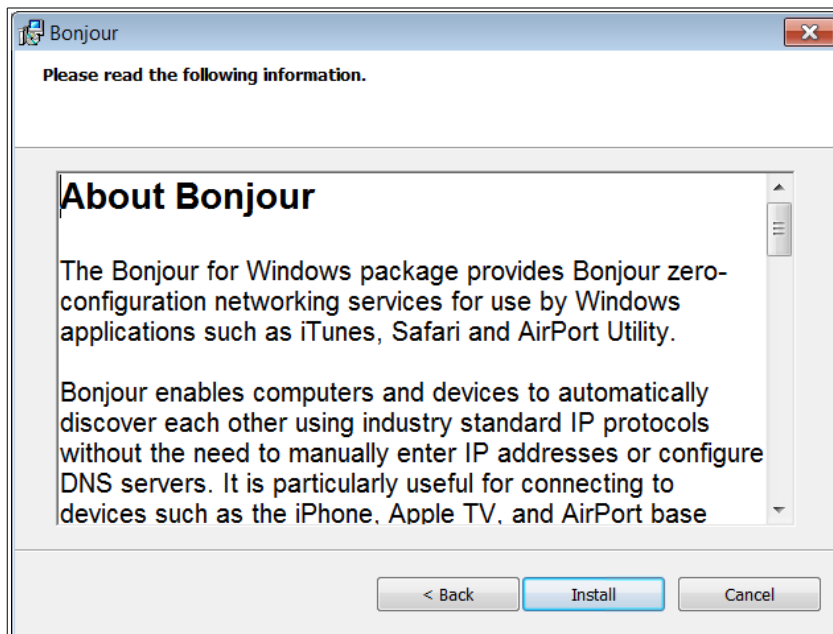 Bonjour
Please read the following information.
About Bonjour
The Bonjour for Windows package provides Bonjour zero-
configuration networking services for use by Windows
applications such as iTunes, Safari and AirPort Utility.
Bonjour enables computers and devices to automatically
discover each other using industry standard IP protocols
without the need to manually enter IP addresses or configure
DNS servers. It is particularly useful for connecting to
devices such as the iPhone, Apple TV, and AirPort base
< Back
Install
Cancel